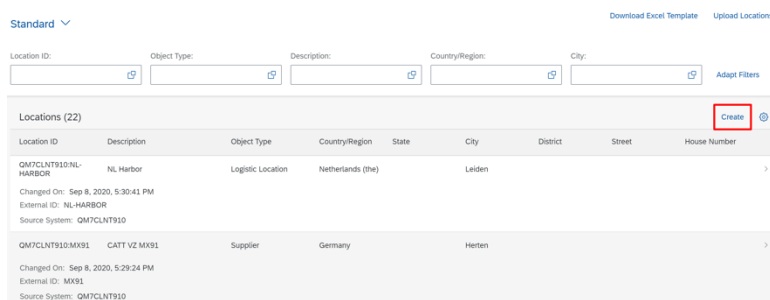 Standard
Download Excel Template Upload Locations
Location ID: Object Type: Description: Country/Region: City:
Adapt Filters
Locations (22) Create
Location ID Description Object Type Country/Region State City District Street House Number
QM7CLNT910:NL-
HARBOR NL Harbor Logistic Location Netherlands (the) Leiden
Changed On: Sep 8, 2020, 5:30:41 PM
External ID: NL-HARBOR
Source System: QM7CLNT910
QM7CLNT910:MX91 CATT VZ MX91 Supplier Germany Herten
Changed On: Sep 8, 2020, 5:29:24 PM
External ID: MX91
Source System: QM7CLNT910